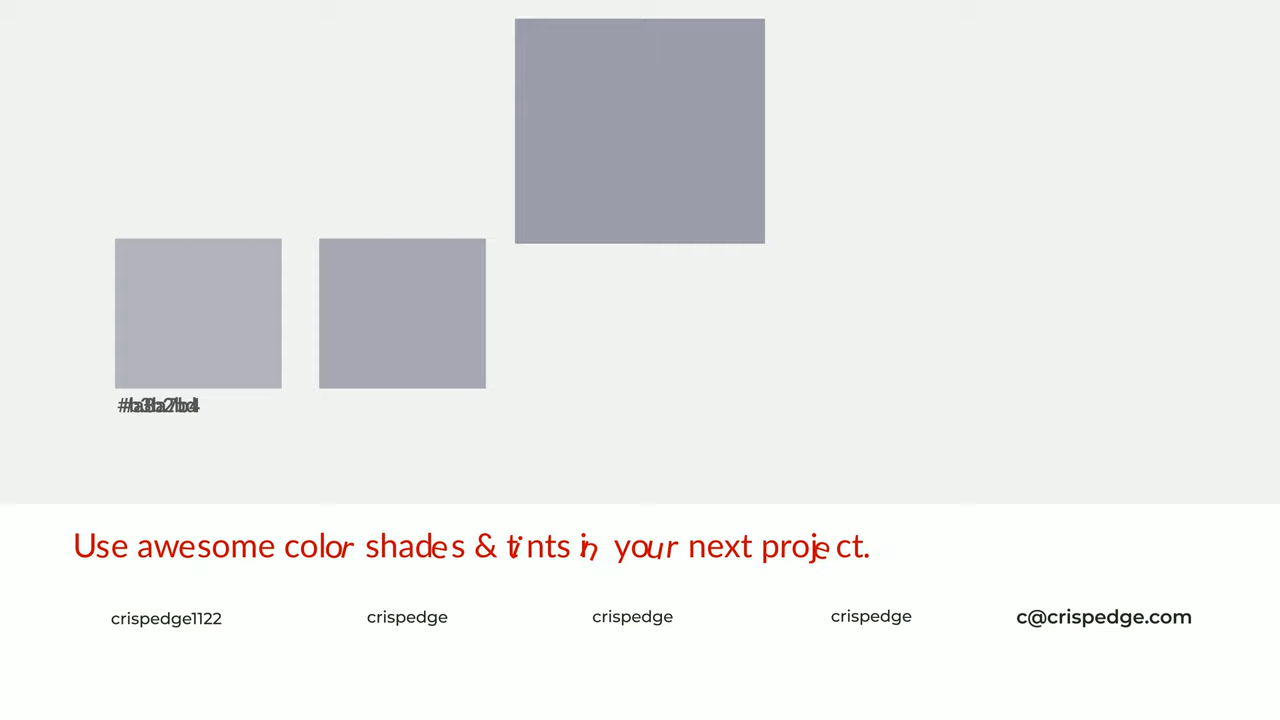 Use awesome color shades & tints in your next project.
crispedge1122 crispedge crispedge crispedge c@crispedge.com